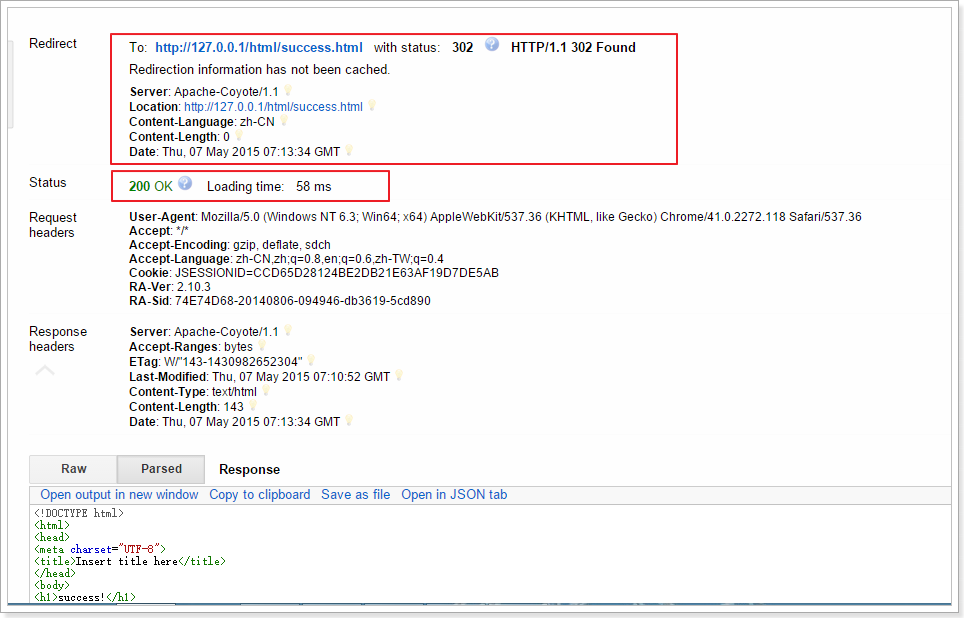 Redirect
To: http://127.0.0.1/html/success.html with status: 302 ? HTTP/1.1 302 Found
Redirection information has not been cached.
Server: Apache-Coyote/1.1
Location: http://127.0.0.1/html/success.html
Content-Language: zh-CN
Content-Length: 0
Date: Thu, 07 May 2015 07:13:34 GMT
Status
200 OK ? Loading time: 58 ms
Request
headers
User-Agent: Mozilla/5.0 (Windows NT 6.3; Win64; x64) AppleWebKit/537.36 (KHTML, like Gecko) Chrome/41.0.2272.118 Safari/537.36
Accept: */*
Accept-Encoding: gzip, deflate, sdch
Accept-Language: zh-CN,zh;q=0.8,en;q=0.6,zh-TW;q=0.4
Cookie: JSESSIONID=CCD65D28124BE2DB21E63AF19D7DE5AB
RA-Ver: 2.10.3
RA-Sid: 74E74D68-20140806-094946-db3619-5cd890
Response
headers
Server: Apache-Coyote/1.1
Accept-Ranges: bytes
ETag: W/"143-1430982652304"
Last-Modified: Thu, 07 May 2015 07:10:52 GMT
Content-Type: text/html
Content-Length: 143
Date: Thu, 07 May 2015 07:13:34 GMT
Raw Parsed Response
Open output in new window Copy to clipboard Save as file Open in JSON tab
<!DOCTYPE html>
<html>
<head>
<meta charset="UTF-8">
<title>Insert title here</title>
</head>
<body>
<h1>success!</h1>